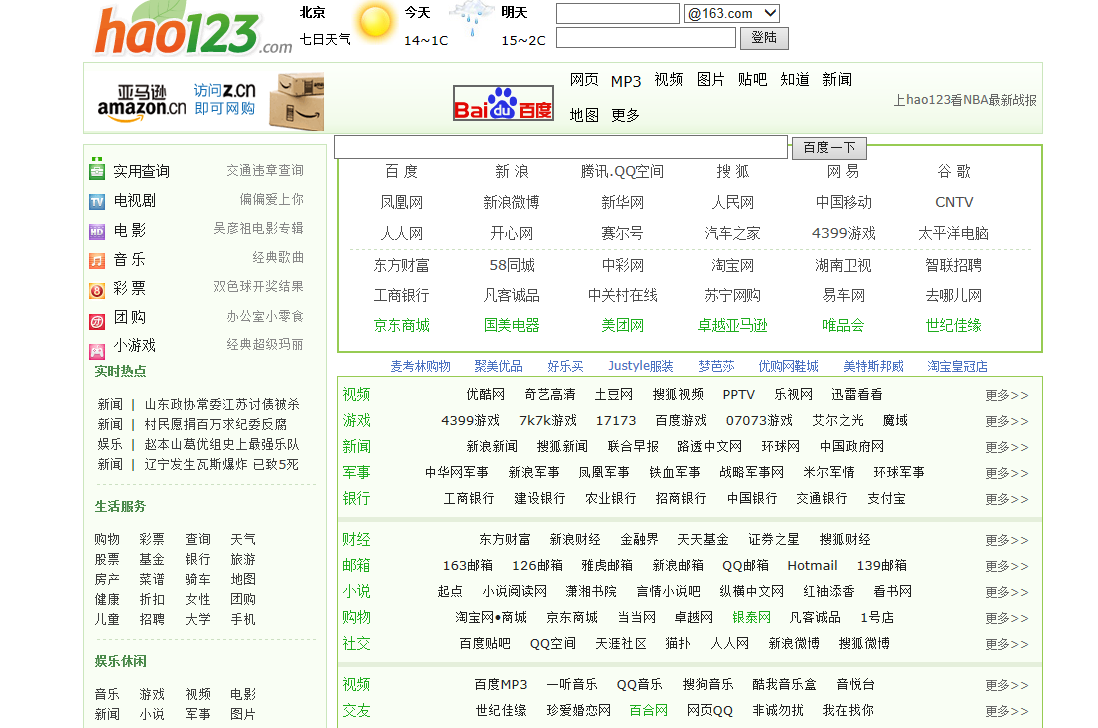 hao123.com 北京 今天 明天 @163.com
七日天气 14~1C 15~2C 登陆
亚马逊 amazon.cn 访问z.cn 即可网购
Bai du 百度 网页 MP3 视频 图片 贴吧 知道 新闻
地图 更多
上hao123看NBA最新战报
百度一下
实用查询 交通违章查询
电视剧 偏偏爱上你
电 影 吴彦祖电影专辑
音 乐 经典歌曲
彩 票 双色球开奖结果
团 购 办公室小零食
小游戏 经典超级玛丽
实时热点
新闻 | 山东政协常委江苏讨债被杀
新闻 | 村民愿捐百万求纪委反腐
娱乐 | 赵本山葛优组史上最强乐队
新闻 | 辽宁发生瓦斯爆炸 已致5死
生活服务
购物 彩票 查询 天气
股票 基金 银行 旅游
房产 菜谱 骑车 地图
健康 折扣 女性 团购
儿童 招聘 大学 手机
娱乐休闲
音乐 游戏 视频 电影
新闻 小说 军事 图片
百 度 新 浪 腾讯.QQ空间 搜 狐 网 易 谷 歌
凤凰网 新浪微博 新华网 人民网 中国移动 CNTV
人人网 开心网 赛尔号 汽车之家 4399游戏 太平洋电脑
东方财富 58同城 中彩网 淘宝网 湖南卫视 智联招聘
工商银行 凡客诚品 中关村在线 苏宁网购 易车网 去哪儿网
京东商城 国美电器 美团网 卓越亚马逊 唯品会 世纪佳缘
麦考林购物 聚美优品 好乐买 Justyle服装 梦芭莎 优购网鞋城 美特斯邦威 淘宝皇冠店
视频 优酷网 奇艺高清 土豆网 搜狐视频 PPTV 乐视网 迅雷看看 更多>>
游戏 4399游戏 7k7k游戏 17173 百度游戏 07073游戏 艾尔之光 魔域 更多>>
新闻 新浪新闻 搜狐新闻 联合早报 路透中文网 环球网 中国政府网 更多>>
军事 中华网军事 新浪军事 凤凰军事 铁血军事 战略军事网 米尔军情 环球军事 更多>>
银行 工商银行 建设银行 农业银行 招商银行 中国银行 交通银行 支付宝 更多>>
财经 东方财富 新浪财经 金融界 天天基金 证券之星 搜狐财经 更多>>
邮箱 163邮箱 126邮箱 雅虎邮箱 新浪邮箱 QQ邮箱 Hotmail 139邮箱 更多>>
小说 起点 小说阅读网 潇湘书院 言情小说吧 纵横中文网 红袖添香 看书网 更多>>
购物 淘宝网•商城 京东商城 当当网 卓越网 银泰网 凡客诚品 1号店 更多>>
社交 百度贴吧 QQ空间 天涯社区 猫扑 人人网 新浪微博 搜狐微博 更多>>
视频 百度MP3 一听音乐 QQ音乐 搜狗音乐 酷我音乐盒 音悦台 更多>>
交友 世纪佳缘 珍爱婚恋网 百合网 网页QQ 非诚勿扰 我在找你 更多>>